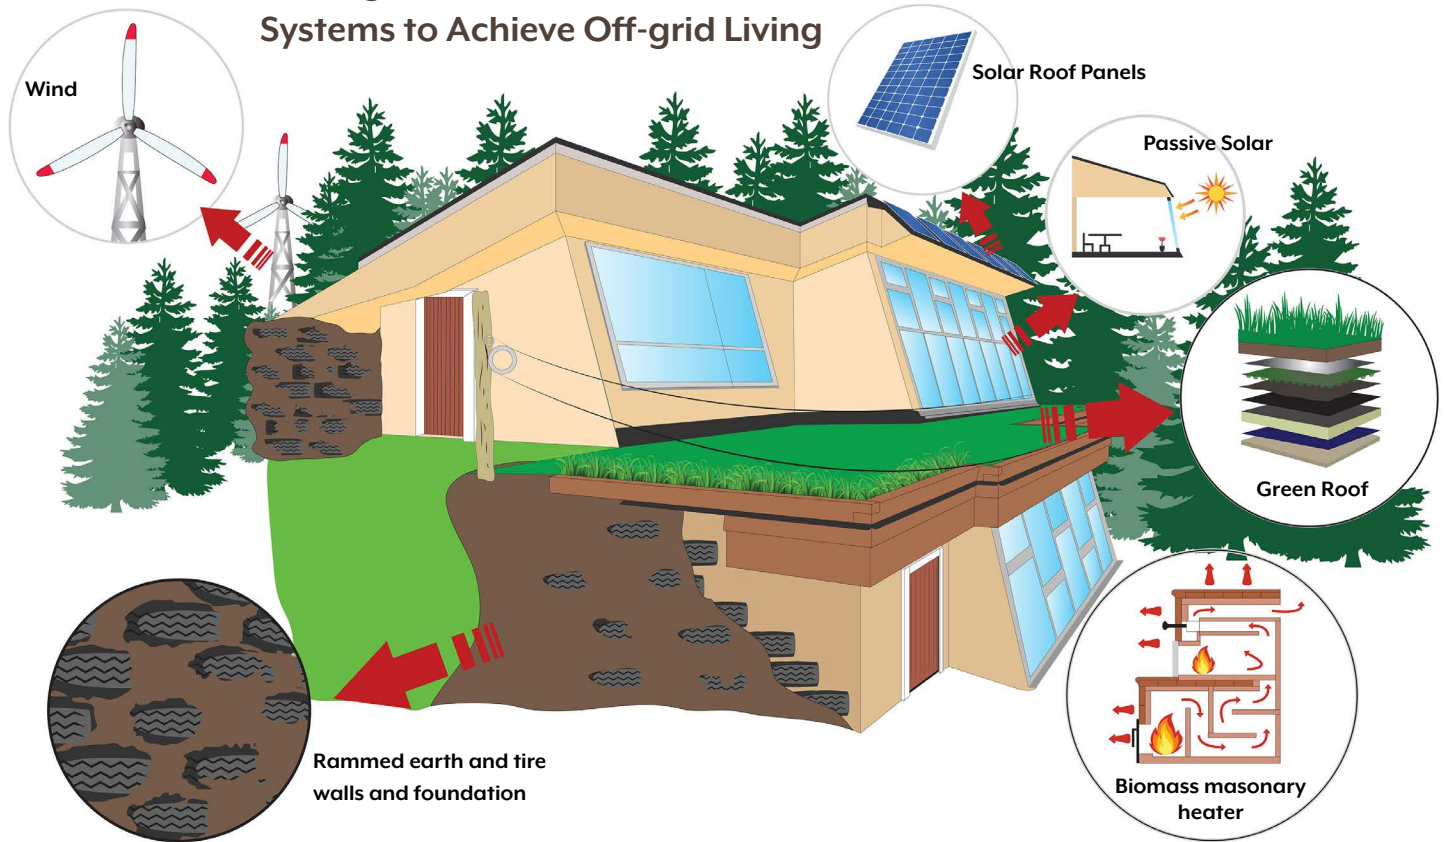 Systems to Achieve Off-grid Living
Wind
Solar Roof Panels
Passive Solar
Green Roof
Rammed earth and tire
walls and foundation
Biomass masonary
heater